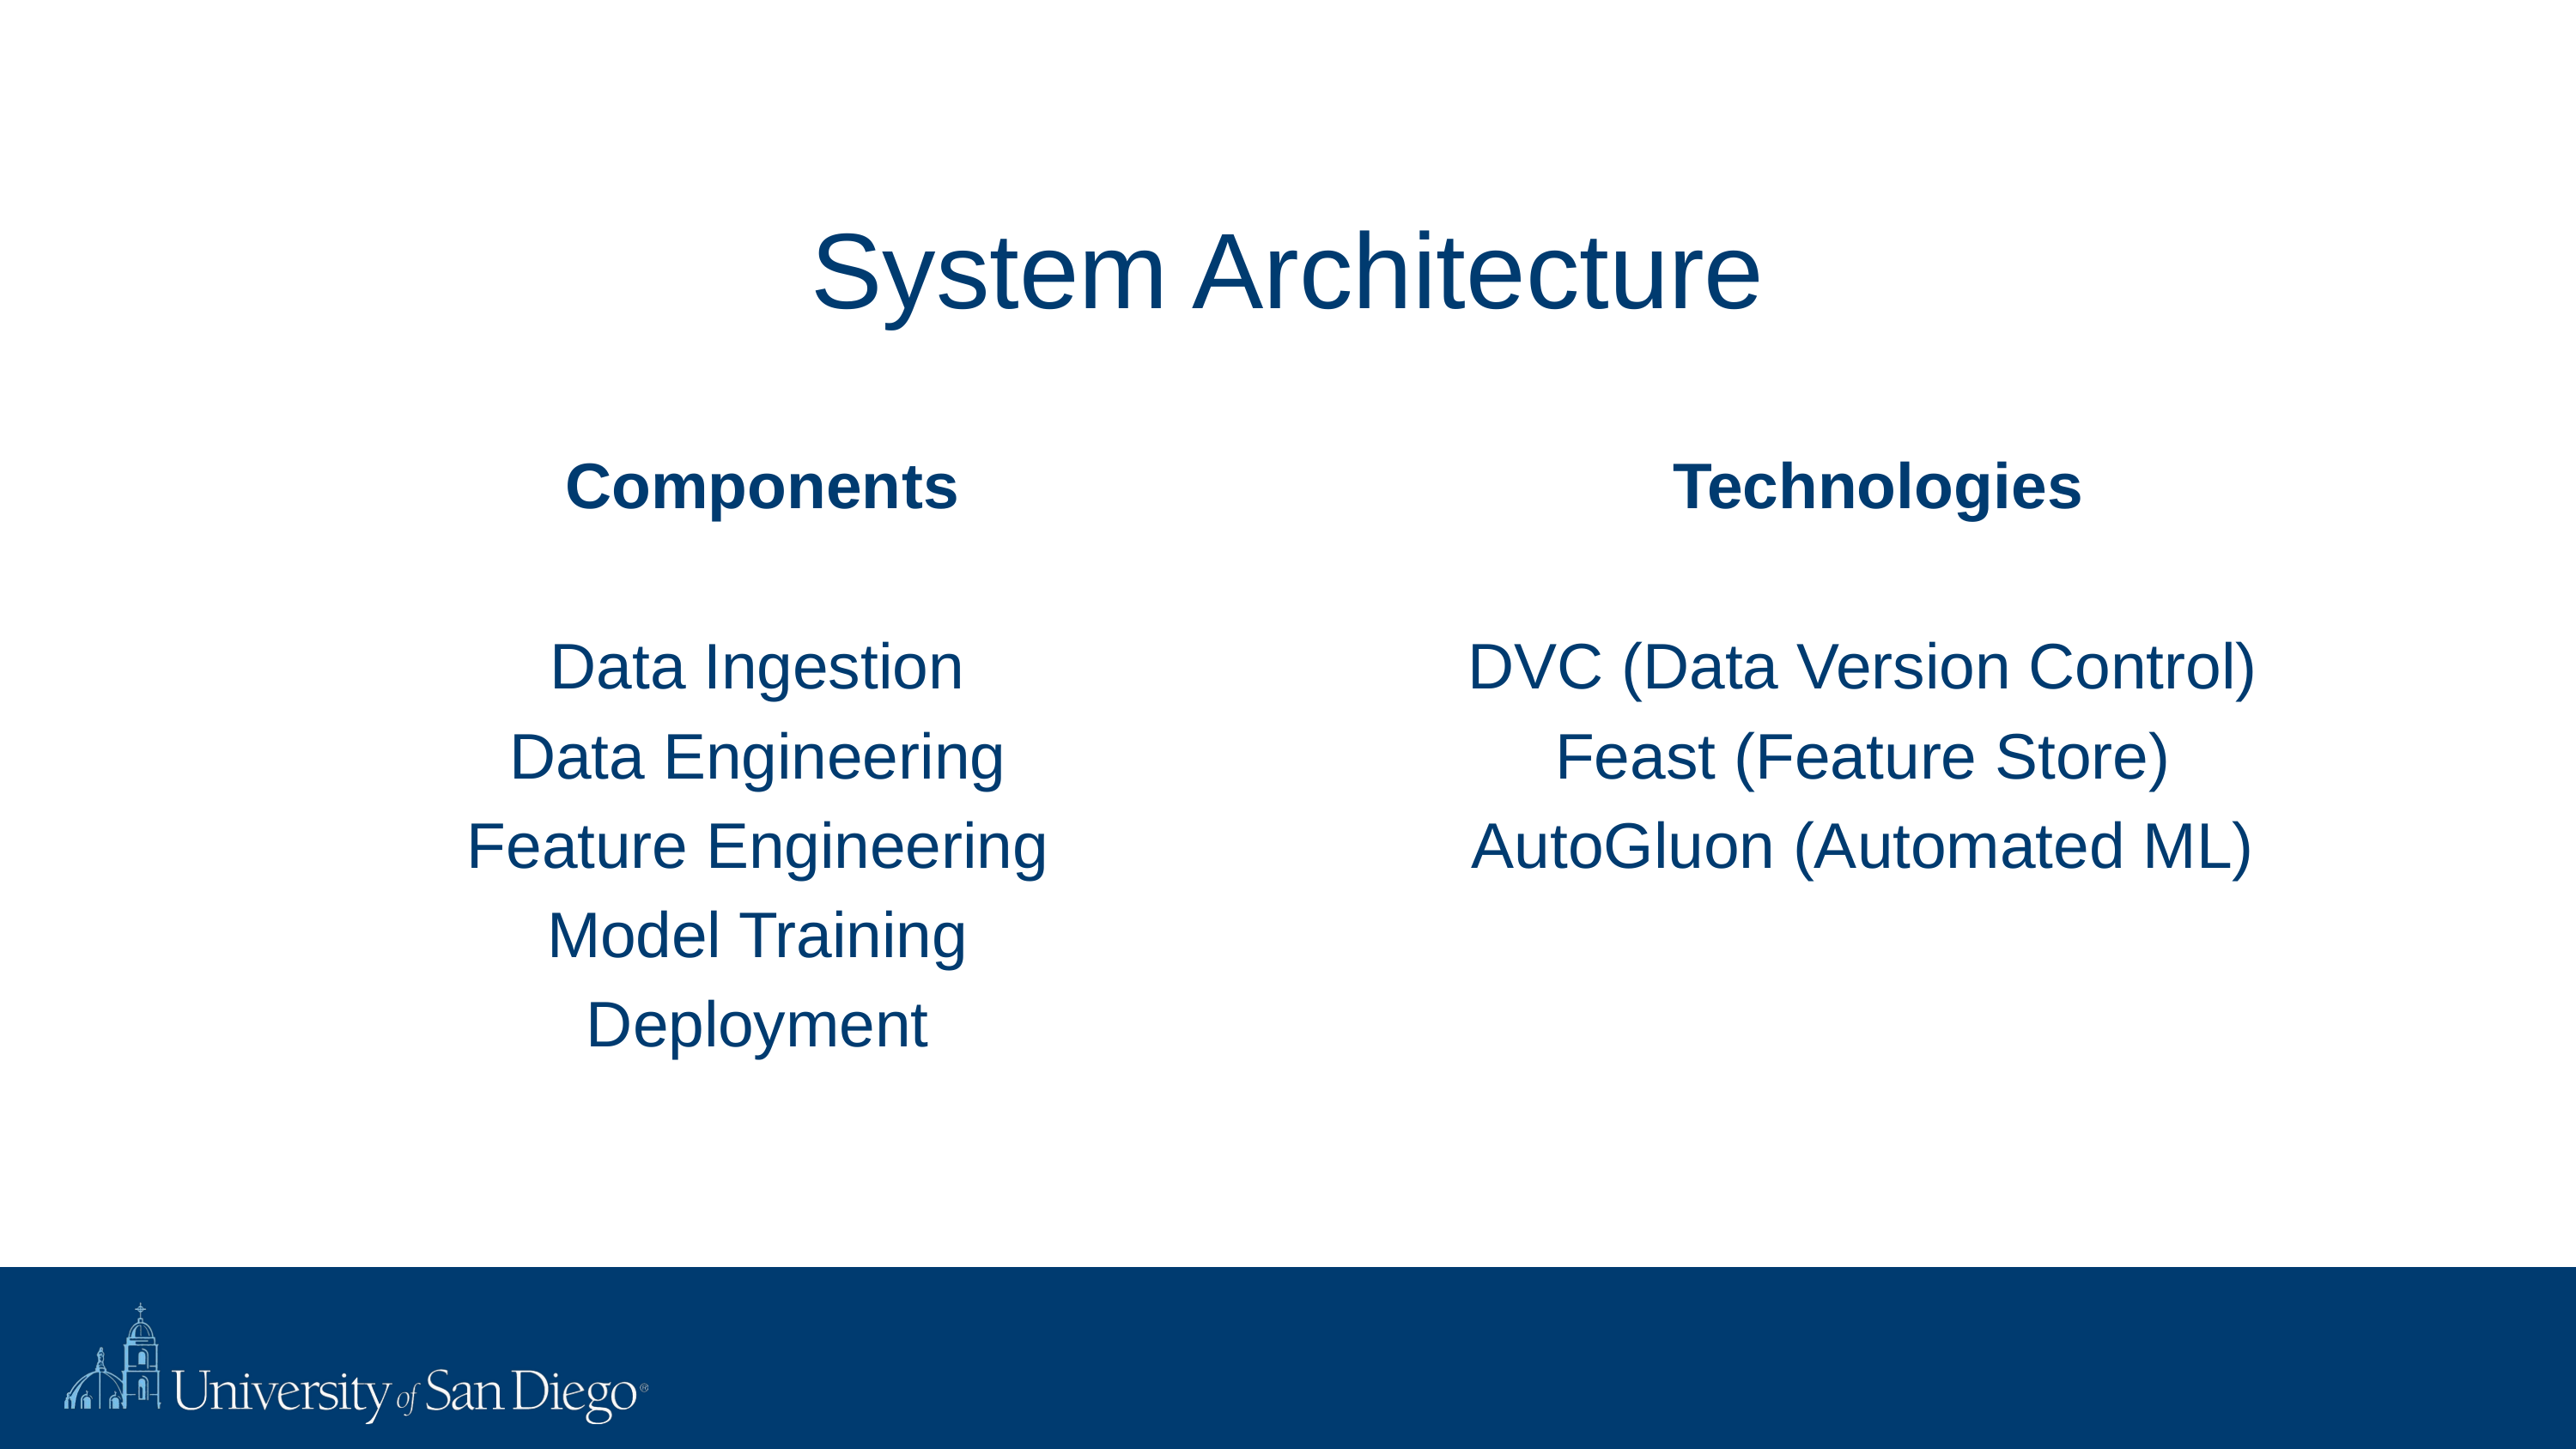 System Architecture
Components
Data Ingestion
Data Engineering
Feature Engineering
Model Training
Deployment
Technologies
DVC (Data Version Control)
Feast (Feature Store)
AutoGluon (Automated ML)
University of San Diego®